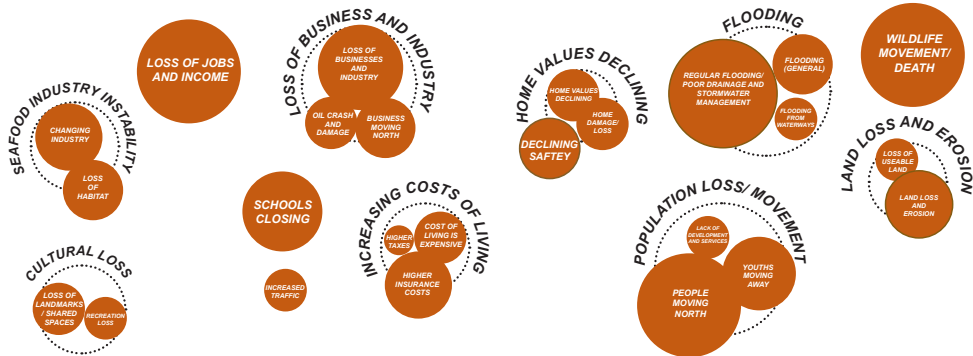 SEAFOOD INDUSTRY INSTABILITY
CHANGING
INDUSTRY
LOSS
OF
HABITAT
LOSS OF JOBS
AND INCOME
LOSS OF BUSINESS AND INDUSTRY
LOSS OF
BUSINESSES
AND
INDUSTRY
OIL CRASH
AND
DAMAGE
BUSINESS
MOVING
NORTH
CULTURAL LOSS
LOSS OF
LANDMARKS
/ SHARED
SPACES
RECREATION
LOSS
SCHOOLS
CLOSING
INCREASED
TRAFFIC
INCREASING COSTS OF LIVING
HIGHER
TAXES
COST OF
LIVING IS
EXPENSIVE
HIGHER
INSURANCE
COSTS
HOME VALUES DECLINING
HOME VALUES
DECLINING
HOME
DAMAGE/
LOSS
DECLINING
SAFTEY
FLOODING
REGULAR FLOODING/
POOR DRAINAGE AND
STORMWATER
MANAGEMENT
FLOODING
(GENERAL)
FLOODING
FROM
WATERWAYS
WILDLIFE
MOVEMENT/
DEATH
LAND LOSS AND EROSION
LOSS OF
USEABLE
LAND
LAND LOSS
AND
EROSION
POPULATION LOSS/ MOVEMENT
LACK OF
DEVELOPMENT
AND SERVICES
YOUTHS
MOVING
AWAY
PEOPLE
MOVING
NORTH